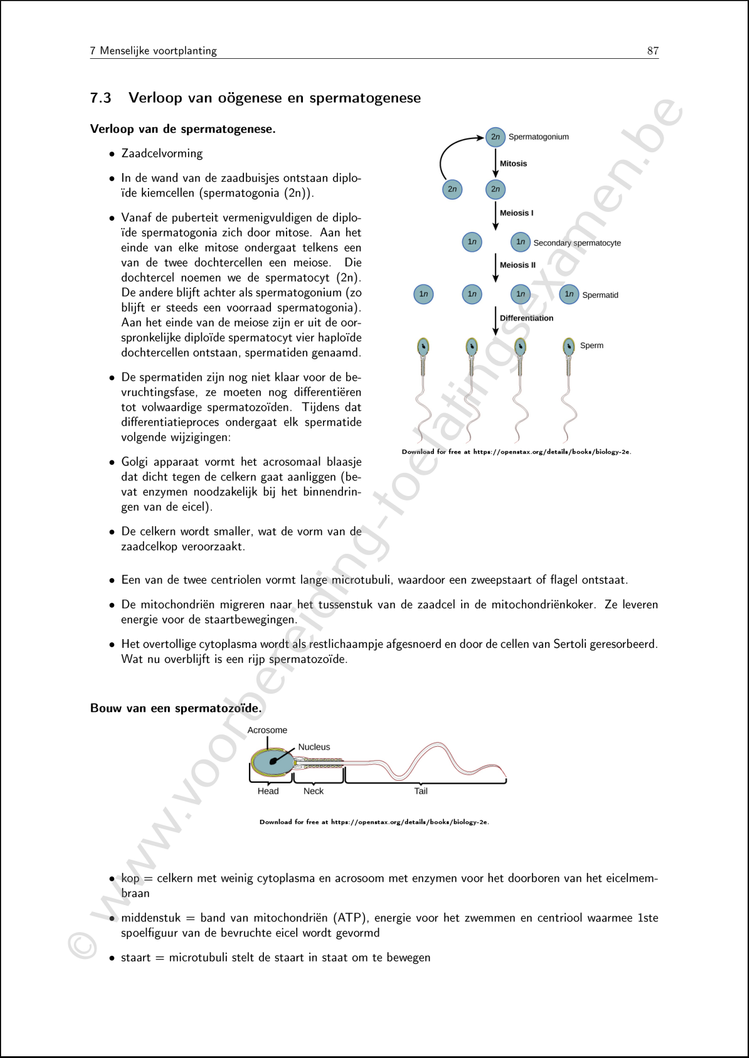 7 Menselijke voortplanting 87
7.3 Verloop van oögenese en spermatogenese
Verloop van de spermatogenese.
• Zaadcelvorming
• In de wand van de zaadbuisjes ontstaan diplo-
ïde kiemcellen (spermatogonia (2n)).
• Vanaf de puberteit vermenigvuldigen de diplo-
ïde spermatogonia zich door mitose. Aan het
einde van elke mitose ondergaat telkens een
van de twee dochtercellen een meiose. Die
dochtercel noemen we de spermatocyt (2n).
De andere blijft achter als spermatogonium (zo
blijft er steeds een voorraad spermatogonia).
Aan het einde van de meiose zijn er uit de oor-
spronkelijke diploïde spermatocyt vier haploïde
dochtercellen ontstaan, spermatiden genaamd.
• De spermatiden zijn nog niet klaar voor de be-
vruchtingsfase, ze moeten nog differentiëren
tot volwaardige spermatozoïden. Tijdens dat
differentiatieproces ondergaat elk spermatide
volgende wijzigingen:
• Golgi apparaat vormt het acrosomaal blaasje
dat dicht tegen de celkern gaat aanliggen (be-
vat enzymen noodzakelijk bij het binnendrin-
gen van de eicel).
• De celkern wordt smaller, wat de vorm van de
zaadcelkop veroorzaakt.
2n Spermatogonium
Mitosis
2n 2n
Meiosis I
1n 1n Secondary spermatocyte
Meiosis II
1n 1n 1n 1n Spermatid
Differentiation
Sperm
Download for free at https://openstax.org/details/books/biology-2e.
• Een van de twee centriolen vormt lange microtubuli, waardoor een zweepstaart of flagel ontstaat.
• De mitochondriën migreren naar het tussenstuk van de zaadcel in de mitochondriënkoker. Ze leveren
energie voor de staartbewegingen.
• Het overtollige cytoplasma wordt als restlichaampje afgesnoerd en door de cellen van Sertoli geresorbeerd.
Wat nu overblijft is een rijp spermatozoïde.
Bouw van een spermatozoïde.
Acrosome
Nucleus
Head Neck Tail
Download for free at https://openstax.org/details/books/biology-2e.
• kop = celkern met weinig cytoplasma en acrosoom met enzymen voor het doorboren van het eicelmem-
braan
• middenstuk = band van mitochondriën (ATP), energie voor het zwemmen en centriool waarmee 1ste
spoelfiguur van de bevruchte eicel wordt gevormd
• staart = microtubuli stelt de staart in staat om te bewegen
© www.voorbereiding-toelatingsexamen.be